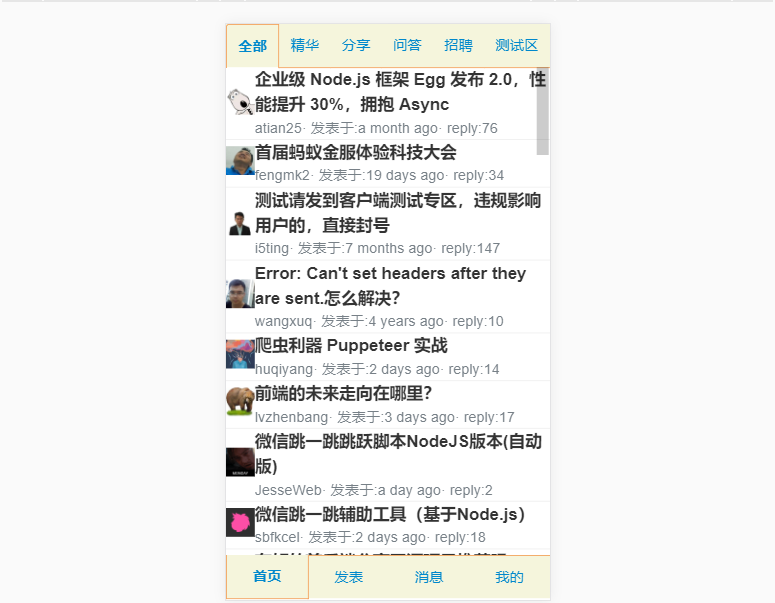 全部 精华 分享 问答 招聘 测试区
企业级 Node.js 框架 Egg 发布 2.0，性
能提升 30%，拥抱 Async
atian25· 发表于:a month ago· reply:76
首届蚂蚁金服体验科技大会
fengmk2· 发表于:19 days ago· reply:34
测试请发到客户端测试专区，违规影响
用户的，直接封号
i5ting· 发表于:7 months ago· reply:147
Error: Can't set headers after they
are sent.怎么解决？
wangxuq· 发表于:4 years ago· reply:10
爬虫利器 Puppeteer 实战
huqiyang· 发表于:2 days ago· reply:14
前端的未来走向在哪里？
lvzhenbang· 发表于:3 days ago· reply:17
微信跳一跳跳跃脚本NodeJS版本(自动
版)
JesseWeb· 发表于:a day ago· reply:2
微信跳一跳辅助工具（基于Node.js）
sbfkcel· 发表于:2 days ago· reply:18
首页 发表 消息 我的